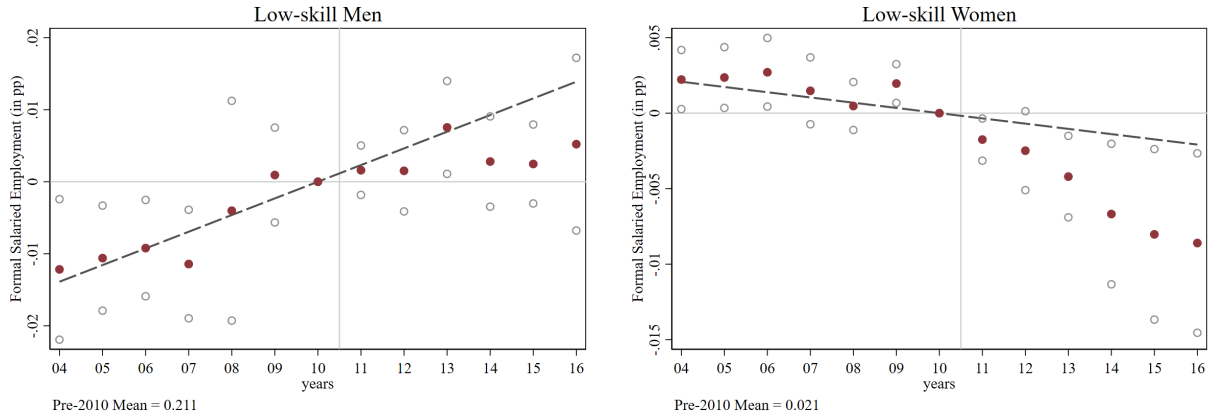 Low-skill Men
Formal Salaried Employment (in pp)
.02
.01
0
-.01
-.02
04 05 06 07 08 09 10 11 12 13 14 15 16
years
Pre-2010 Mean = 0.211
Low-skill Women
Formal Salaried Employment (in pp)
.005
0
-.005
-.01
-.015
04 05 06 07 08 09 10 11 12 13 14 15 16
years
Pre-2010 Mean = 0.021